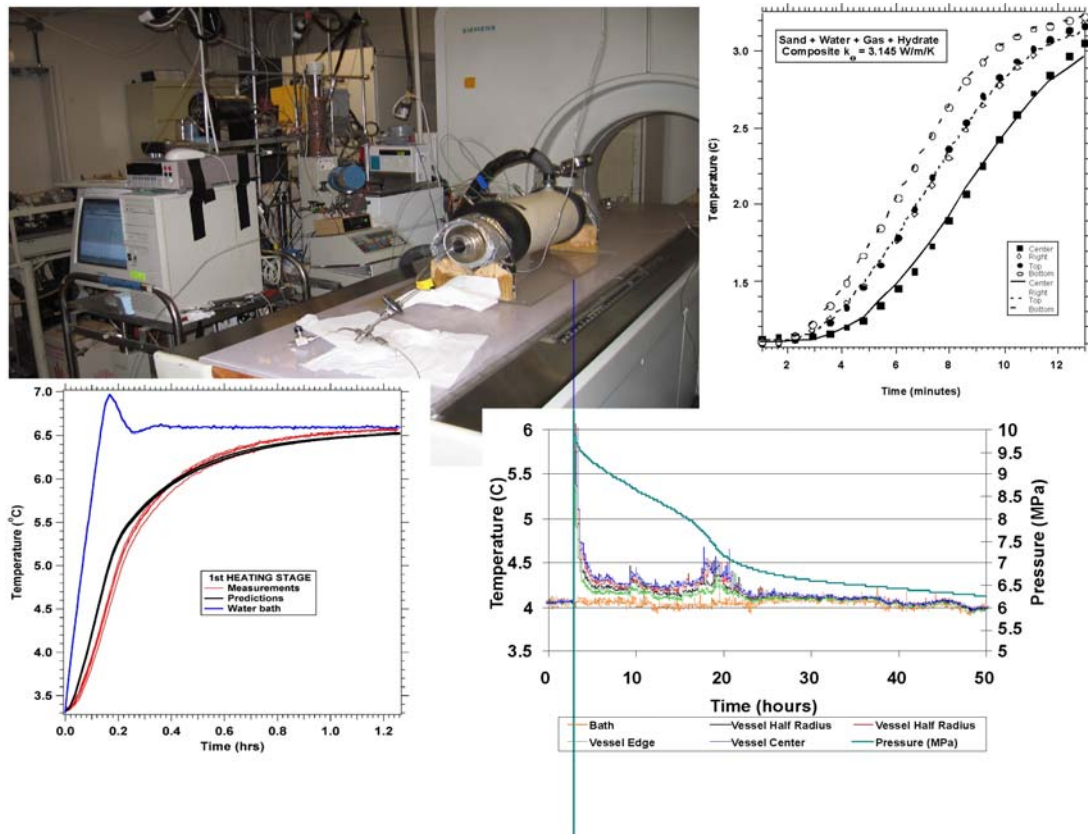 SIEMENS
Sand + Water + Gas + Hydrate
Composite kΘ = 3.145 W/m/K
Temperature (C)
3.0
2.5
2.0
1.5
Center
Right
Top
Bottom
Center
Right
Top
Bottom
2 4 6 8 10 12
Time (minutes)
Temperature (°C)
7.0
6.5
6.0
5.5
5.0
4.5
4.0
3.5
1st HEATING STAGE
Measurements
Predictions
Water bath
0.0 0.2 0.4 0.6 0.8 1.0 1.2
Time (hrs)
Temperature (C)
6
5.5
5
4.5
4
3.5
Pressure (MPa)
10
9.5
9
8.5
8
7.5
7
6.5
6
5.5
5
0 10 20 30 40 50
Time (hours)
Bath Vessel Half Radius Vessel Half Radius
Vessel Edge Vessel Center Pressure (MPa)